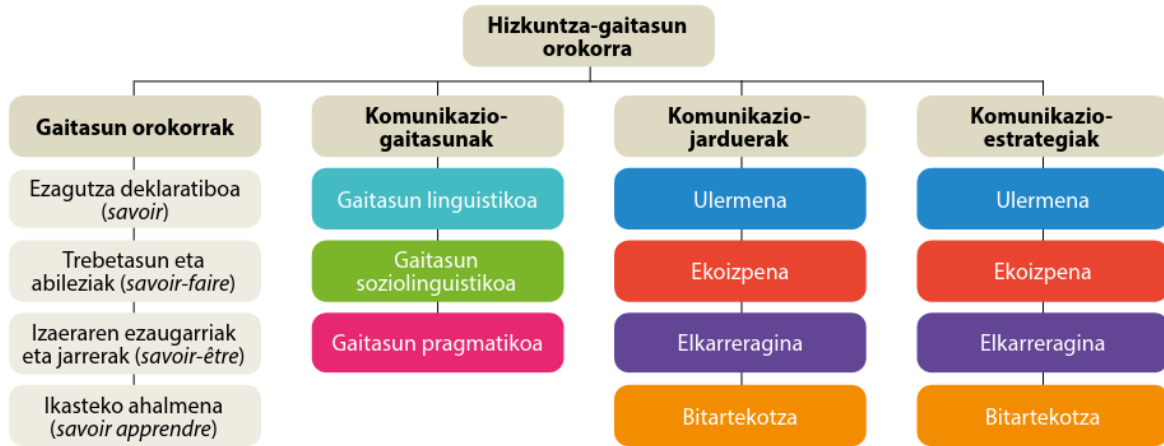 Hizkuntza-gaitasun
orokorra
Gaitasun orokorrak
Ezagutza deklaratiboa
(savoir)
Trebetasun eta
abileziak (savoir-faire)
Izaeraren ezaugarriak
eta jarrerak (savoir-être)
Ikasteko ahalmena
(savoir apprendre)
Komunikazio-
gaitasunak
Gaitasun linguistikoa
Gaitasun
soziolinguistikoa
Gaitasun pragmatikoa
Komunikazio-
jarduerak
Ulermena
Ekoizpena
Elkarreragina
Bitartekotza
Komunikazio-
estrategiak
Ulermena
Ekoizpena
Elkarreragina
Bitartekotza